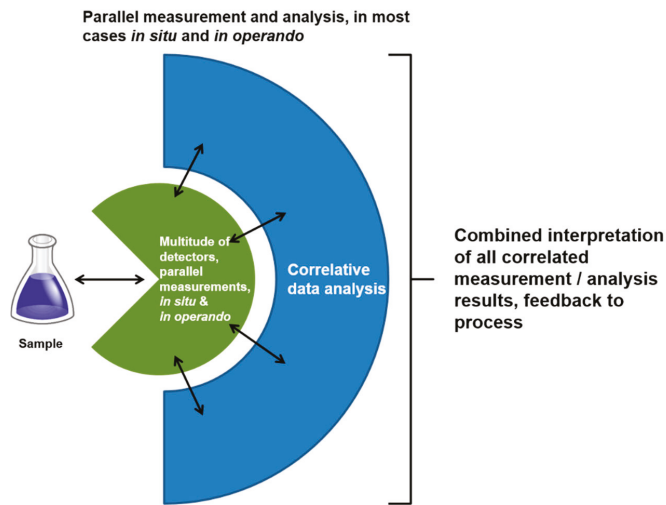 Parallel measurement and analysis, in most
cases in situ and in operando
Multitude of
detectors,
parallel
measurements,
in situ &
in operando
Correlative
data analysis
Sample
Combined interpretation
of all correlated
measurement / analysis
results, feedback to
process